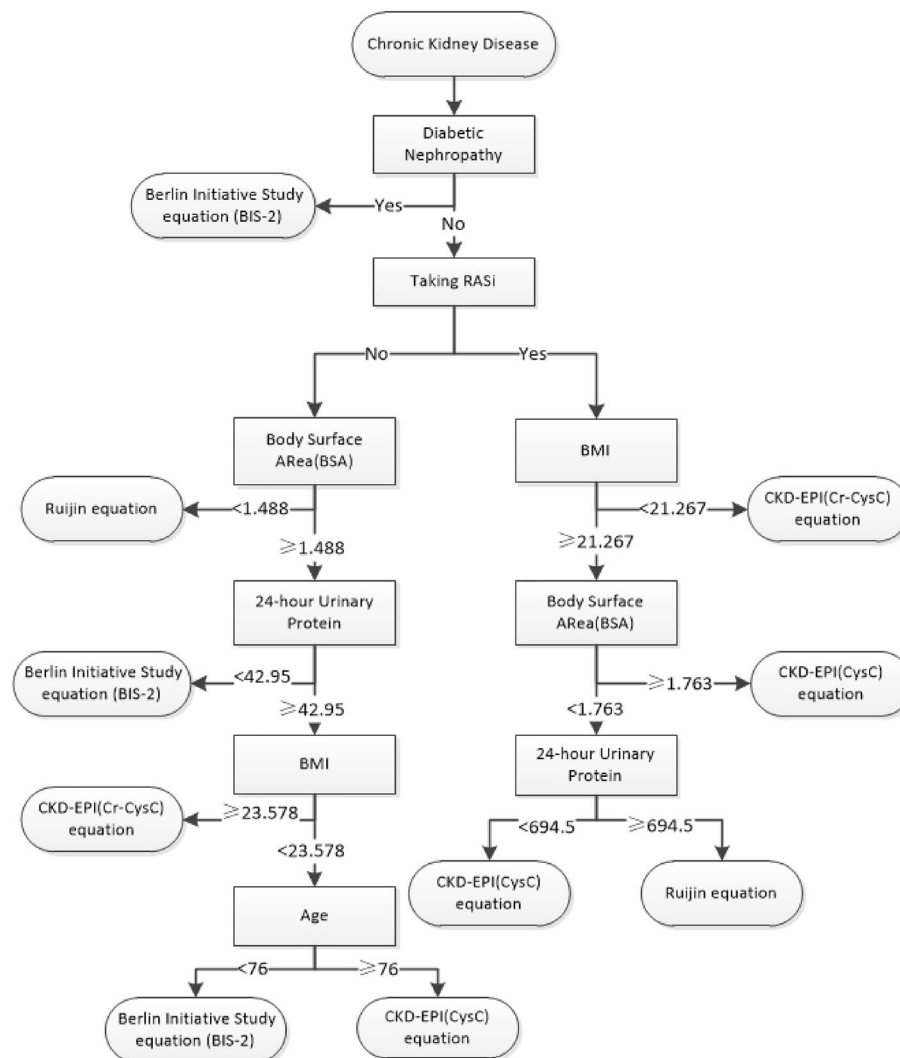 Chronic Kidney Disease
Diabetic
Nephropathy
Berlin Initiative Study
equation (BIS-2)
Yes
No
Taking RASi
No
Yes
Body Surface
ARea(BSA)
BMI
Ruijin equation
<1.488
<21.267
CKD-EPI(Cr-CysC)
equation
≥1.488
≥21.267
24-hour Urinary
Protein
Body Surface
ARea(BSA)
Berlin Initiative Study
equation (BIS-2)
<42.95
≥1.763
CKD-EPI(CysC)
equation
≥42.95
<1.763
BMI
24-hour Urinary
Protein
CKD-EPI(Cr-CysC)
equation
≥23.578
<694.5
≥694.5
<23.578
CKD-EPI(CysC)
equation
Ruijin equation
Age
<76
≥76
Berlin Initiative Study
(BIS-2)
CKD-EPI(CysC)
equation